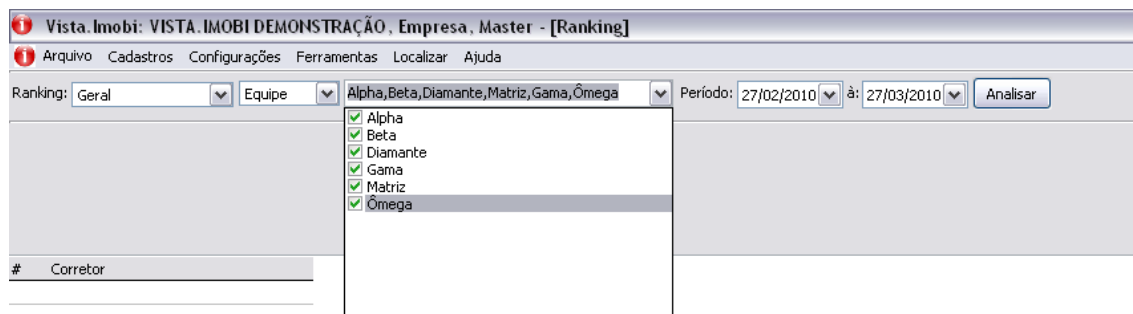 Vista.Imobi: VISTA.IMOBI DEMONSTRAÇÃO, Empresa, Master - [Ranking]
Arquivo Cadastros Configurações Ferramentas Localizar Ajuda
Ranking: Geral Equipe Alpha,Beta,Diamante,Matriz,Gama,Ômega Período: 27/02/2010 à: 27/03/2010 Analisar
Alpha
Beta
Diamante
Gama
Matriz
Ômega
# Corretor